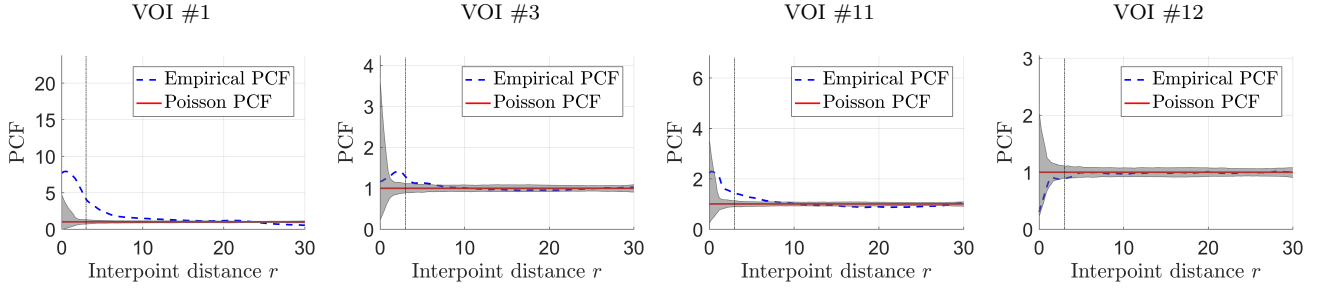 VOI #1
VOI #3
VOI #11
VOI #12
PCF
20
15
10
5
0
Empirical PCF
Poisson PCF
0
10
20
30
Interpoint distance r
PCF
4
3
2
1
0
Empirical PCF
Poisson PCF
0
10
20
30
Interpoint distance r
PCF
6
4
2
0
Empirical PCF
Poisson PCF
0
10
20
30
Interpoint distance r
PCF
3
2
1
0
Empirical PCF
Poisson PCF
0
10
20
30
Interpoint distance r